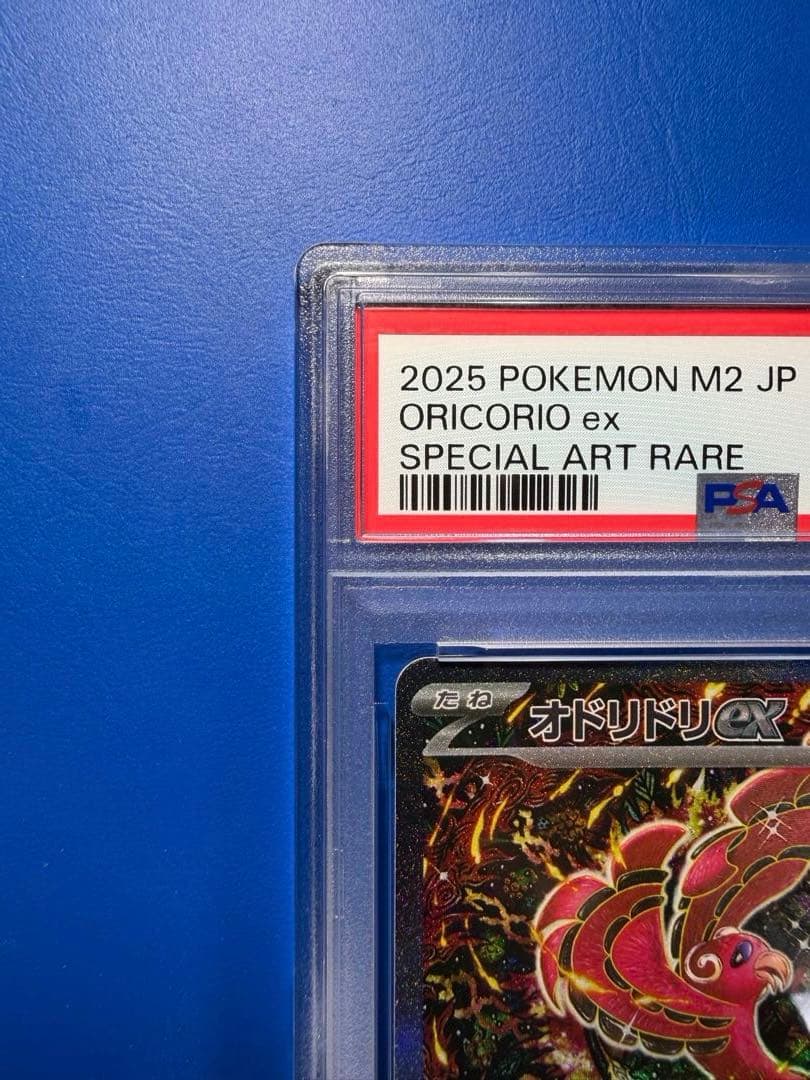 2025 POKEMON M2 JP
ORICORIO ex
SPECIAL ART RARE
PSA
たね
オドリドリex